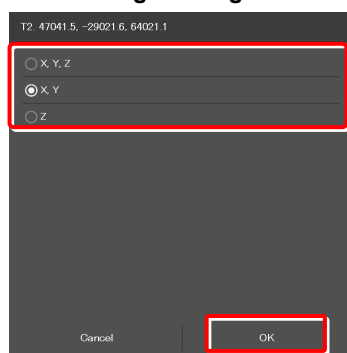 T2. 47041.5, -29021.6, 64021.1
X, Y, Z
X, Y
Z
Cancel
OK